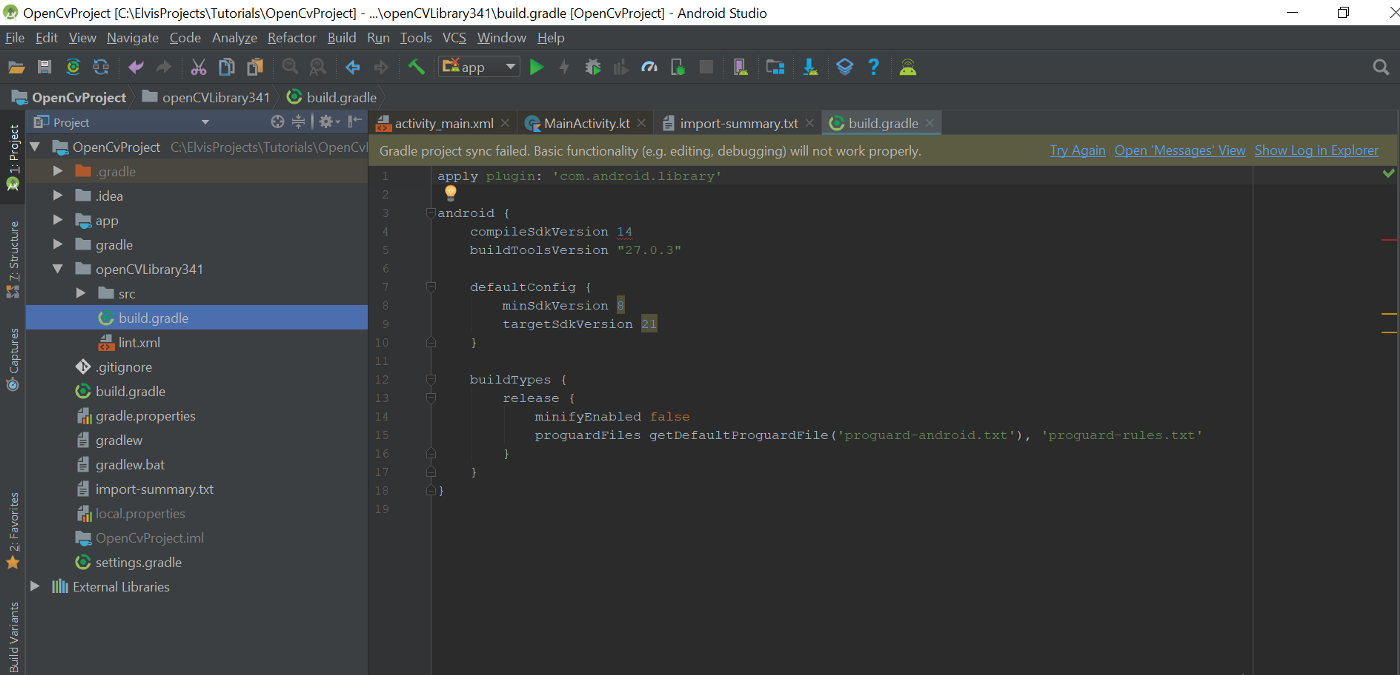 OpenCvProject [C:\ElvisProjects\Tutorials\OpenCvProject] - ...\openCVLibrary341\build.gradle [OpenCvProject] - Android Studio
File Edit View Navigate Code Analyze Refactor Build Run Tools VCS Window Help
app
OpenCvProject openCVLibrary341 build.gradle
1: Project
7: Structure
Captures
2: Favorites
Build Variants
Project
OpenCvProject C:\ElvisProjects\Tutorials\OpenCvI
.gradle
.idea
app
gradle
openCVLibrary341
src
build.gradle
lint.xml
.gitignore
build.gradle
gradle.properties
gradlew
gradlew.bat
import-summary.txt
local.properties
OpenCvProject.iml
settings.gradle
External Libraries
activity_main.xml MainActivity.kt import-summary.txt build.gradle
Gradle project sync failed. Basic functionality (e.g. editing, debugging) will not work properly. Try Again Open 'Messages' View Show Log in Explorer
1 apply plugin: 'com.android.library'
2
3 android {
4 compileSdkVersion 14
5 buildToolsVersion "27.0.3"
6
7 defaultConfig {
8 minSdkVersion 8
9 targetSdkVersion 21
10 }
11
12 buildTypes {
13 release {
14 minifyEnabled false
15 proguardFiles getDefaultProguardFile('proguard-android.txt'), 'proguard-rules.txt'
16 }
17 }
18 }
19